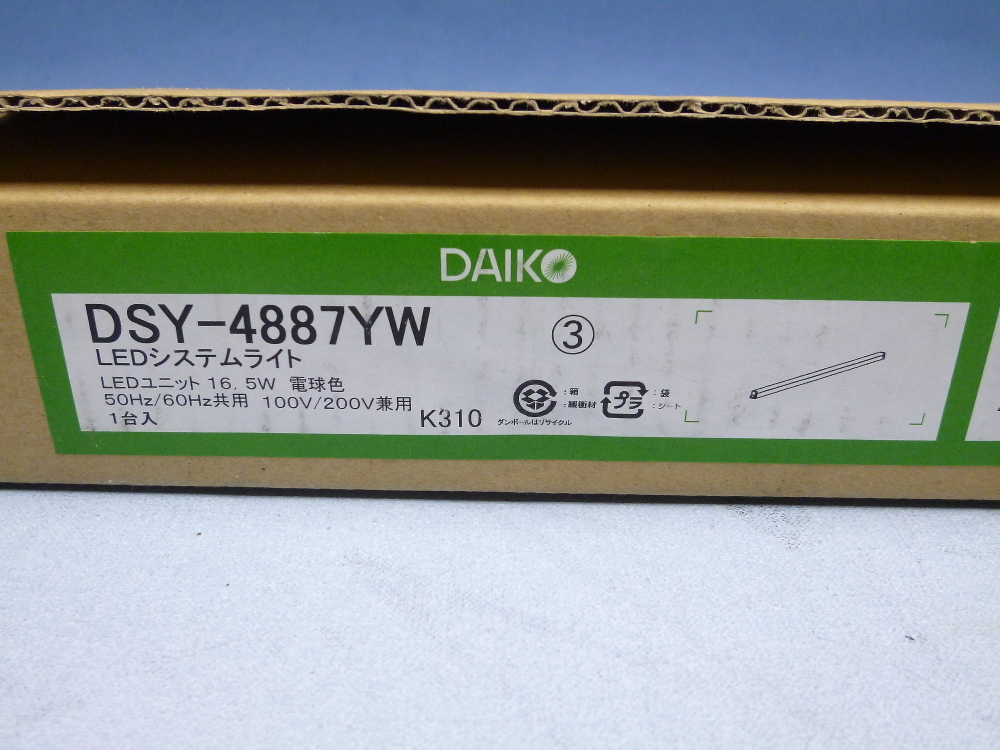 DAIKO
DSY-4887YW
③
LEDシステムライト
LEDユニット 16.5W 電球色
50Hz/60Hz共用 100V/200V兼用
1台入
K310
:箱
:緩衝材
ダンボールはリサイクル
プラ
:袋
:シート